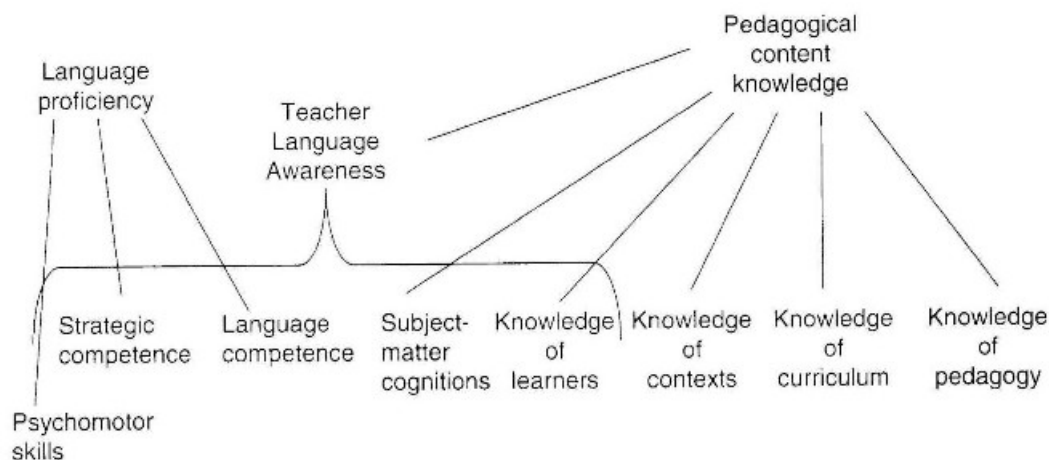 Pedagogical
content
knowledge
Language
proficiency
Teacher
Language
Awareness
Strategic
competence
Language
competence
Subject-
matter
cognitions
Knowledge
of
learners
Knowledge
of
contexts
Knowledge
of
curriculum
Knowledge
of
pedagogy
Psychomotor
skills